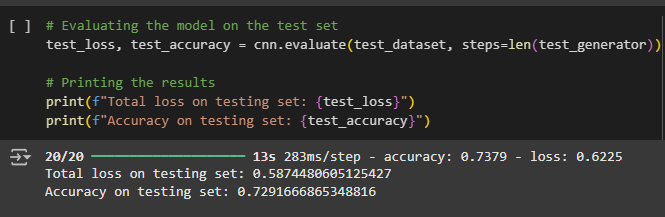 [ ] # Evaluating the model on the test set
test_loss, test_accuracy = cnn.evaluate(test_dataset, steps=len(test_generator))
# Printing the results
print(f"Total loss on testing set: {test_loss}")
print(f"Accuracy on testing set: {test_accuracy}")
20/20 ━━━━━━━━━━━━━━━━━━━━ 13s 283ms/step - accuracy: 0.7379 - loss: 0.6225
Total loss on testing set: 0.5874480605125427
Accuracy on testing set: 0.7291666865348816